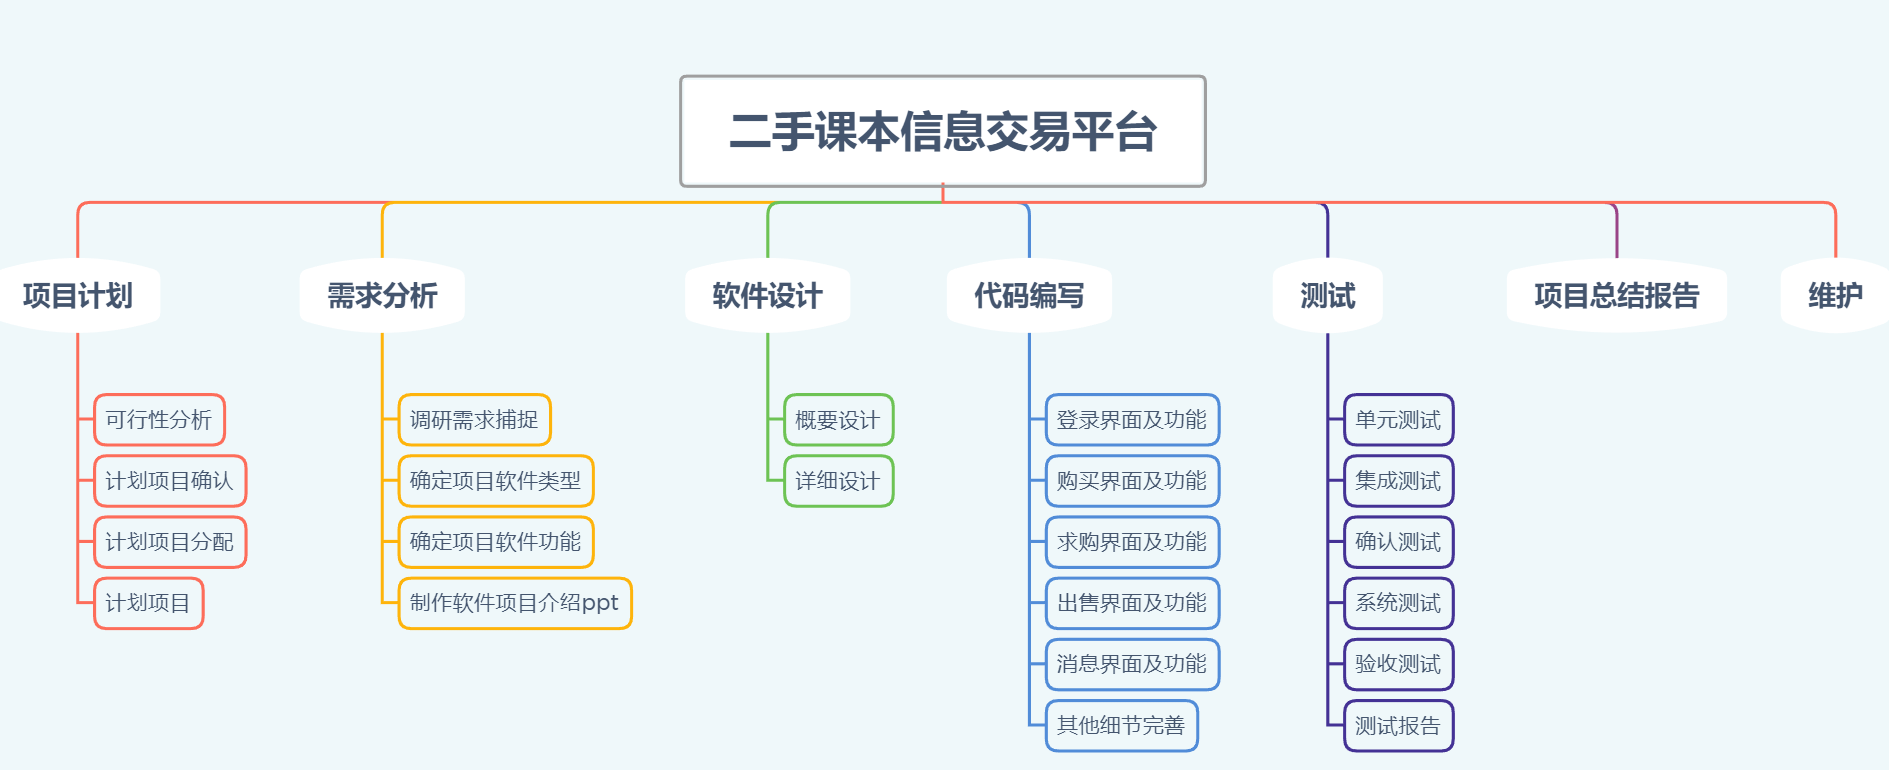 二手课本信息交易平台
项目计划
需求分析
软件设计
代码编写
测试
项目总结报告
维护
可行性分析
计划项目确认
计划项目分配
计划项目
调研需求捕捉
确定项目软件类型
确定项目软件功能
制作软件项目介绍ppt
概要设计
详细设计
登录界面及功能
购买界面及功能
求购界面及功能
出售界面及功能
消息界面及功能
其他细节完善
单元测试
集成测试
确认测试
系统测试
验收测试
测试报告